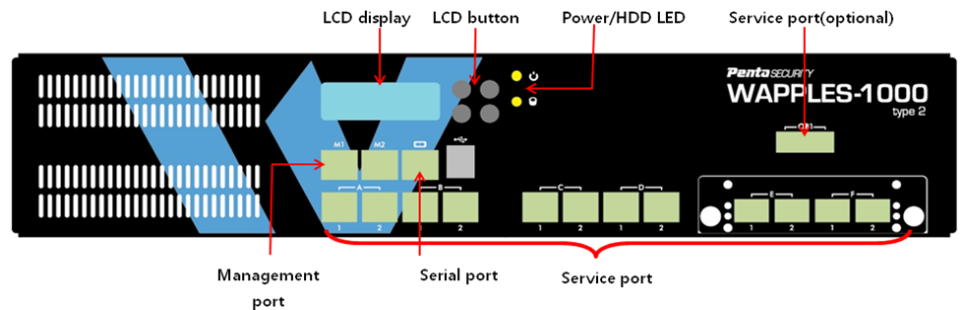 LCD display
LCD button
Power/HDD LED
Service port(optional)
Penta SECURITY
WAPPLES-1000
type 2
OB1
M1 M2
A B C D E F
1 2 1 2 1 2 1 2 1 2 1 2
Management
port
Serial port
Service port